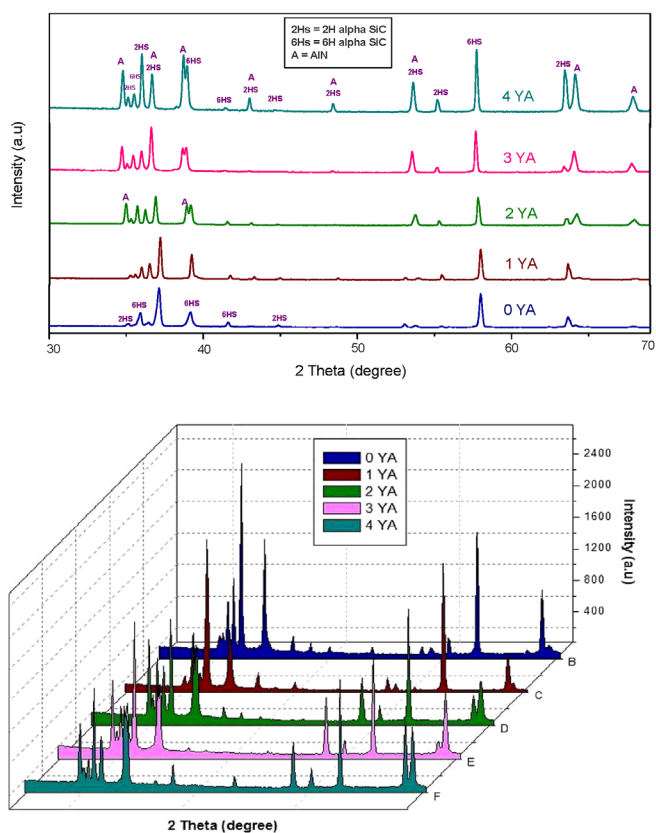 2Hs = 2H alpha SiC
6Hs = 6H alpha SiC
A = AlN
A
2HS
6HS
2HS
A
2HS
A
6HS
6HS
A
2HS
2HS
A
2HS
A
2HS
2HS
6HS
2HS
A
A
4 YA
3 YA
A
A
2 YA
1 YA
2HS
6HS
6HS
6HS
2HS
0 YA
Intensity (a.u)
30
40
50
60
70
2 Theta (degree)
0 YA
1 YA
2 YA
3 YA
4 YA
2400
2000
1600
1200
800
400
Intensity (a.u)
B
C
D
E
F
2 Theta (degree)